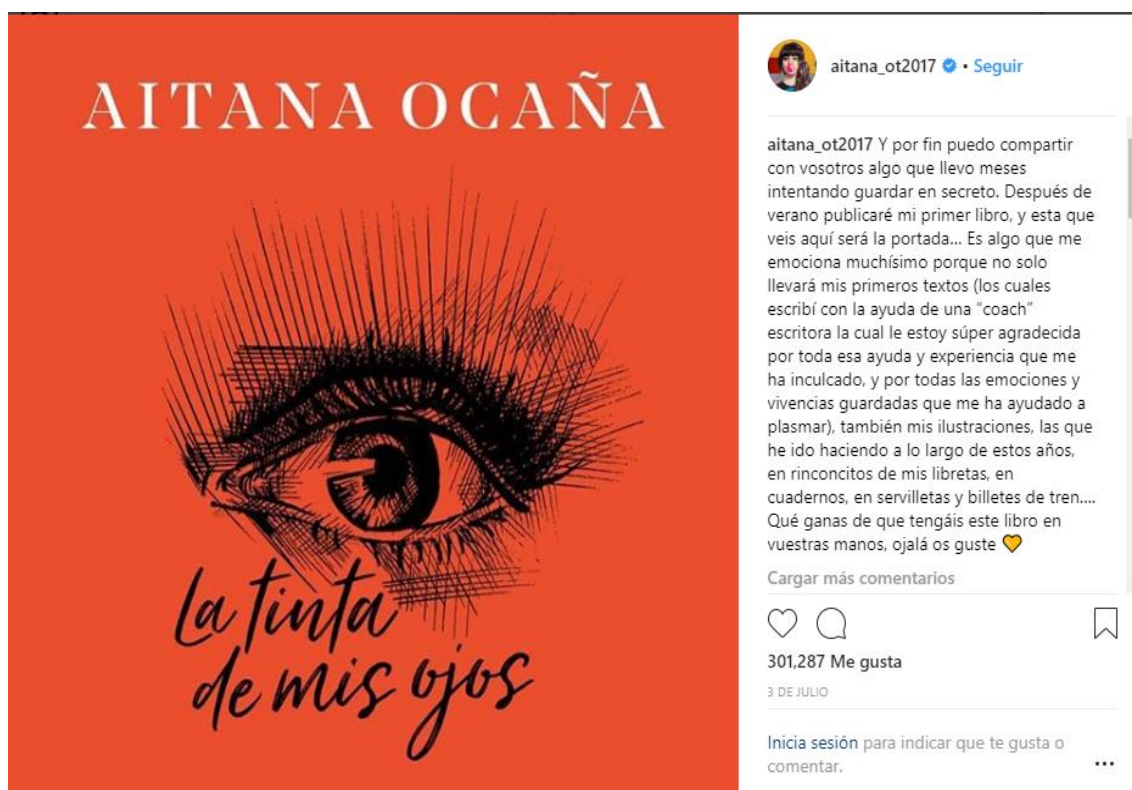 AITANA OCAÑA
La tinta
de mis ojos
aitana_ot2017 • Seguir
aitana_ot2017 Y por fin puedo compartir
con vosotros algo que llevo meses
intentando guardar en secreto. Después de
verano publicaré mi primer libro, y esta que
veis aquí será la portada... Es algo que me
emociona muchísimo porque no solo
llevará mis primeros textos (los cuales
escribí con la ayuda de una “coach”
escritora la cual le estoy súper agradecida
por toda esa ayuda y experiencia que me
ha inculcado, y por todas las emociones y
vivencias guardadas que me ha ayudado a
plasmar), también mis ilustraciones, las que
he ido haciendo a lo largo de estos años,
en rinconcitos de mis libretas, en
cuadernos, en servilletas y billetes de tren....
Qué ganas de que tengáis este libro en
vuestras manos, ojalá os guste 💛
Cargar más comentarios
301,287 Me gusta
3 DE JULIO
Inicia sesión para indicar que te gusta o
comentar.